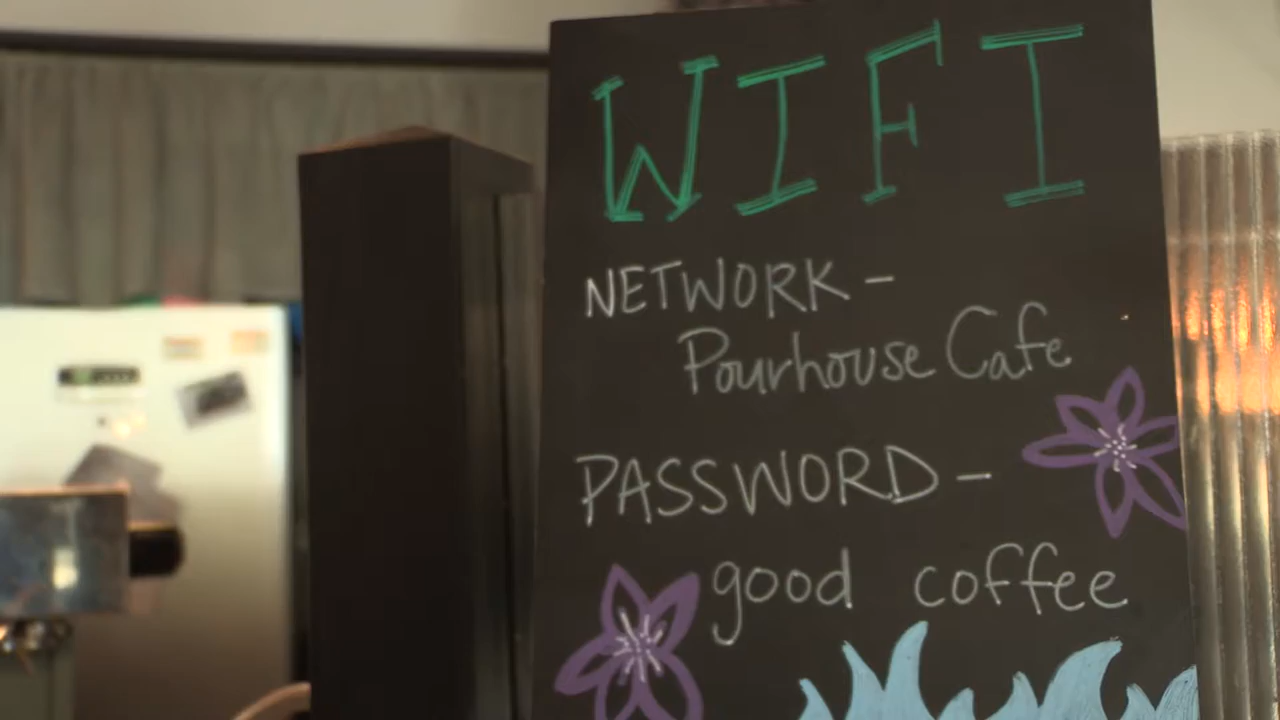 WIFI
NETWORK -
Pourhouse Cafe
PASSWORD -
good coffee